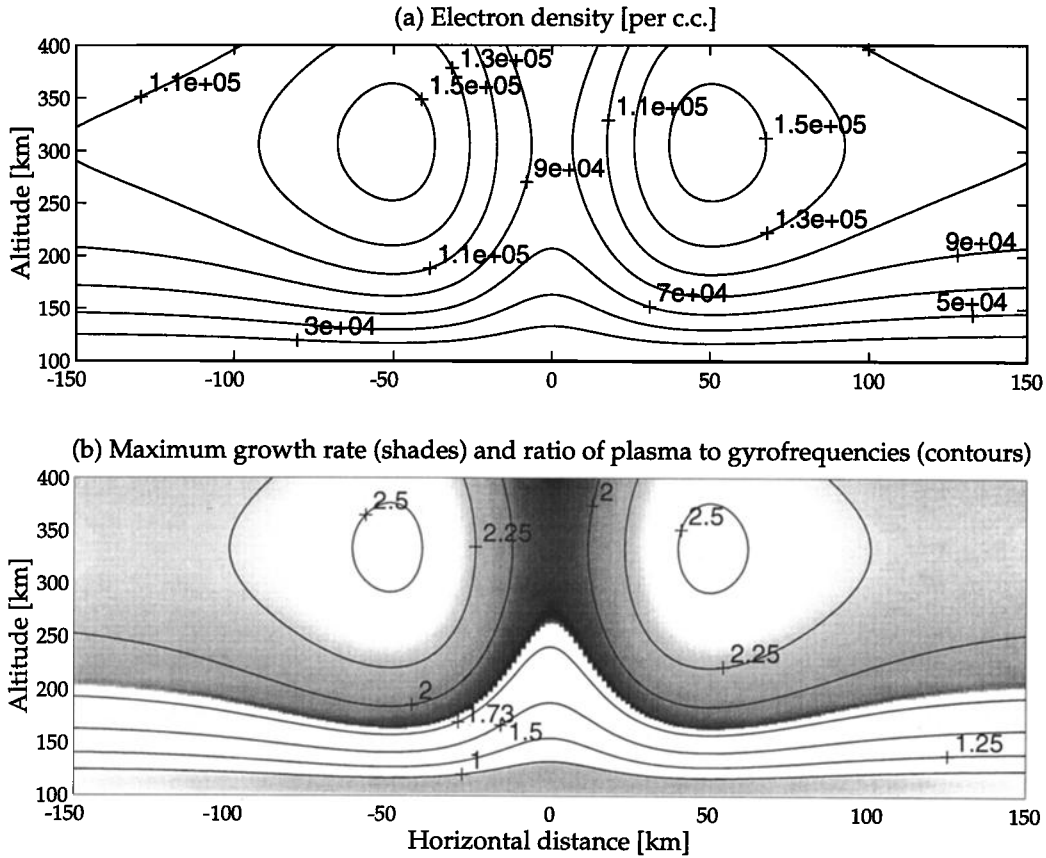 (a) Electron density [per c.c.]
400
350
300
250
200
150
100
Altitude [km]
1.1e+05
1.3e+05
1.5e+05
9e+04
1.1e+05
1.5e+05
1.3e+05
1.1e+05
9e+04
7e+04
5e+04
3e+04
-150
-100
-50
0
50
100
150
(b) Maximum growth rate (shades) and ratio of plasma to gyrofrequencies (contours)
400
350
300
250
200
150
100
Altitude [km]
2.5
2.25
2
2.5
2.25
2
1.73
1.5
1.25
1
-150
-100
-50
0
50
100
150
Horizontal distance [km]